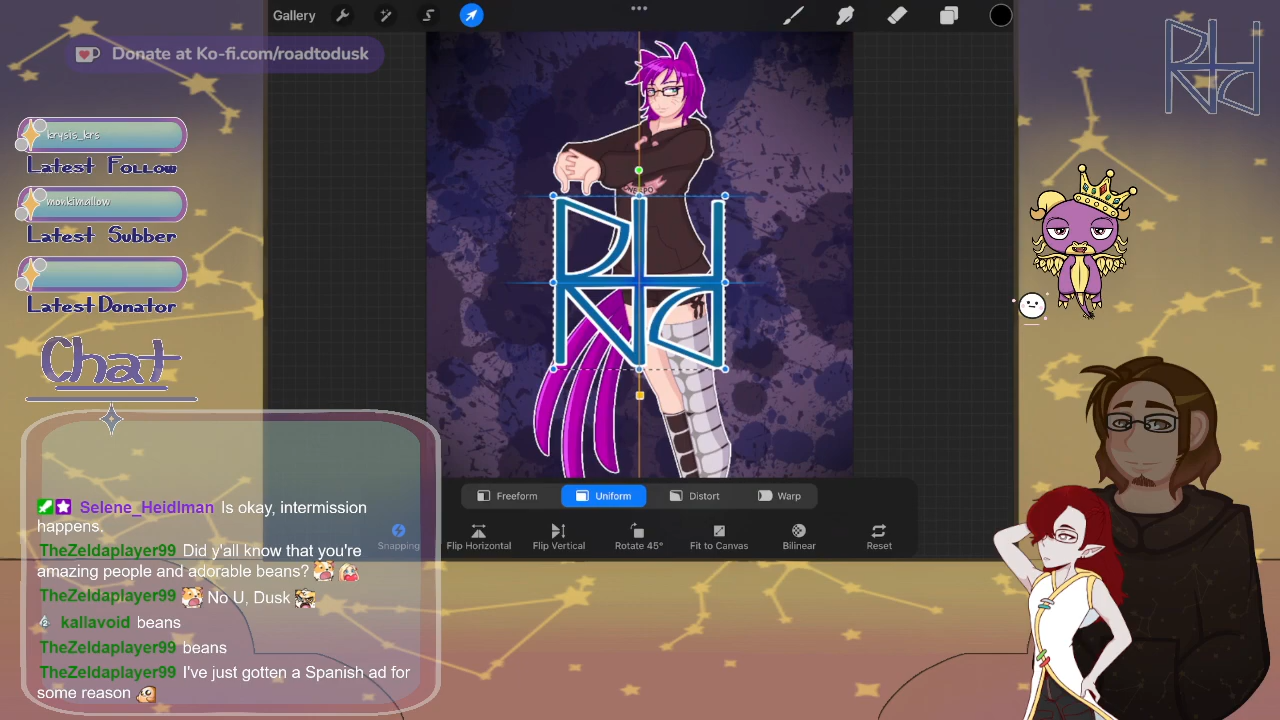 Gallery
Donate at Ko-fi.com/roadtodusk
krysis_krs
Latest Follow
monkimallow
Latest Subber
Latest Donator
Chat
Selene_Heidlman Is okay, intermission
happens,
TheZeldaplayer99 Did y'all know that you're
amazing people and adorable beans?
TheZeldaplayer99 No U, Dusk
kallavoid beans
TheZeldaplayer99 beans
TheZeldaplayer99 I've just gotten a Spanish ad for
some reason
Freeform
Uniform
Distort
Warp
Snapping
Flip Horizontal
Flip Vertical
Rotate 45°
Fit to Canvas
Bilinear
Reset